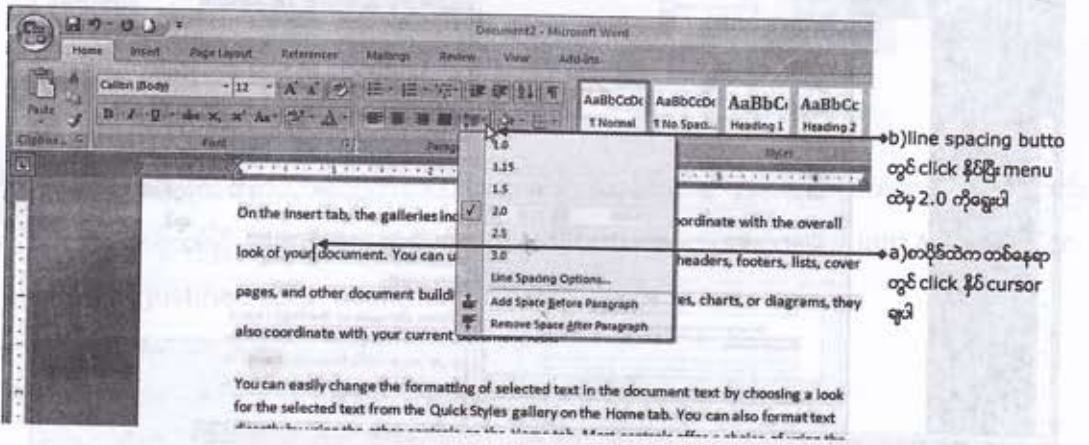 Document2 - Microsoft Word
Home Insert Page Layout References Mailings Review View Add-Ins
Paste
Calibri (Body) 12
AaBbCcDc AaBbCcDc AaBbC AaBbCc
¶ Normal ¶ No Spaci... Heading 1 Heading 2
Font Styles
b)line spacing butto
တွင် click နှိပ်ပြီး menu
ထဲမှ 2.0 ကိုရွေးပါ
1.0
1.15
1.5
2.0
2.5
3.0
Line Spacing Options...
Add Space Before Paragraph
Remove Space After Paragraph
a)စာပိုဒ်ထဲက တစ်နေရာ
တွင် click နှိပ် cursor
ချပါ
On the Insert tab, the galleries inc oordinate with the overall
look of your document. You can u headers, footers, lists, cover
pages, and other document buildi es, charts, or diagrams, they
also coordinate with your current
You can easily change the formatting of selected text in the document text by choosing a look
for the selected text from the Quick Styles gallery on the Home tab. You can also format text